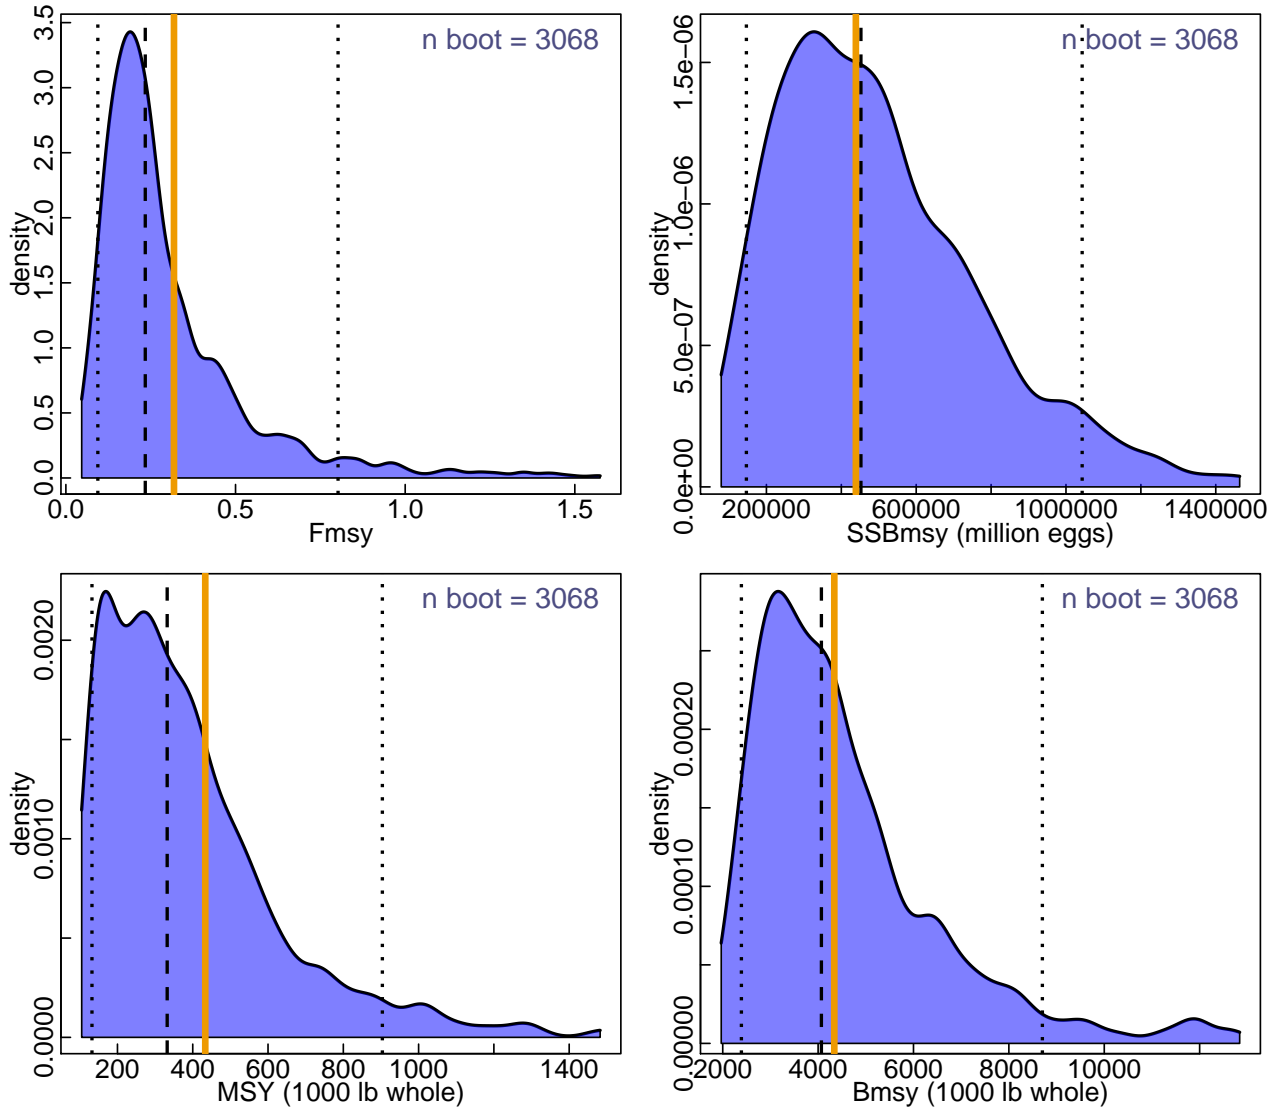 n boot = 3068
density
0.0 0.5 1.0 1.5 2.0 2.5 3.0 3.5
0.0 0.5 1.0 1.5
Fmsy
n boot = 3068
density
0.0e+00 5.0e−07 1.0e−06 1.5e−06
200000 600000 1000000 1400000
SSBmsy (million eggs)
n boot = 3068
density
0.0000 0.0010 0.0020
200 400 600 800 1000 1400
MSY (1000 lb whole)
n boot = 3068
density
0.00000 0.00010 0.00020
2000 4000 6000 8000 10000
Bmsy (1000 lb whole)